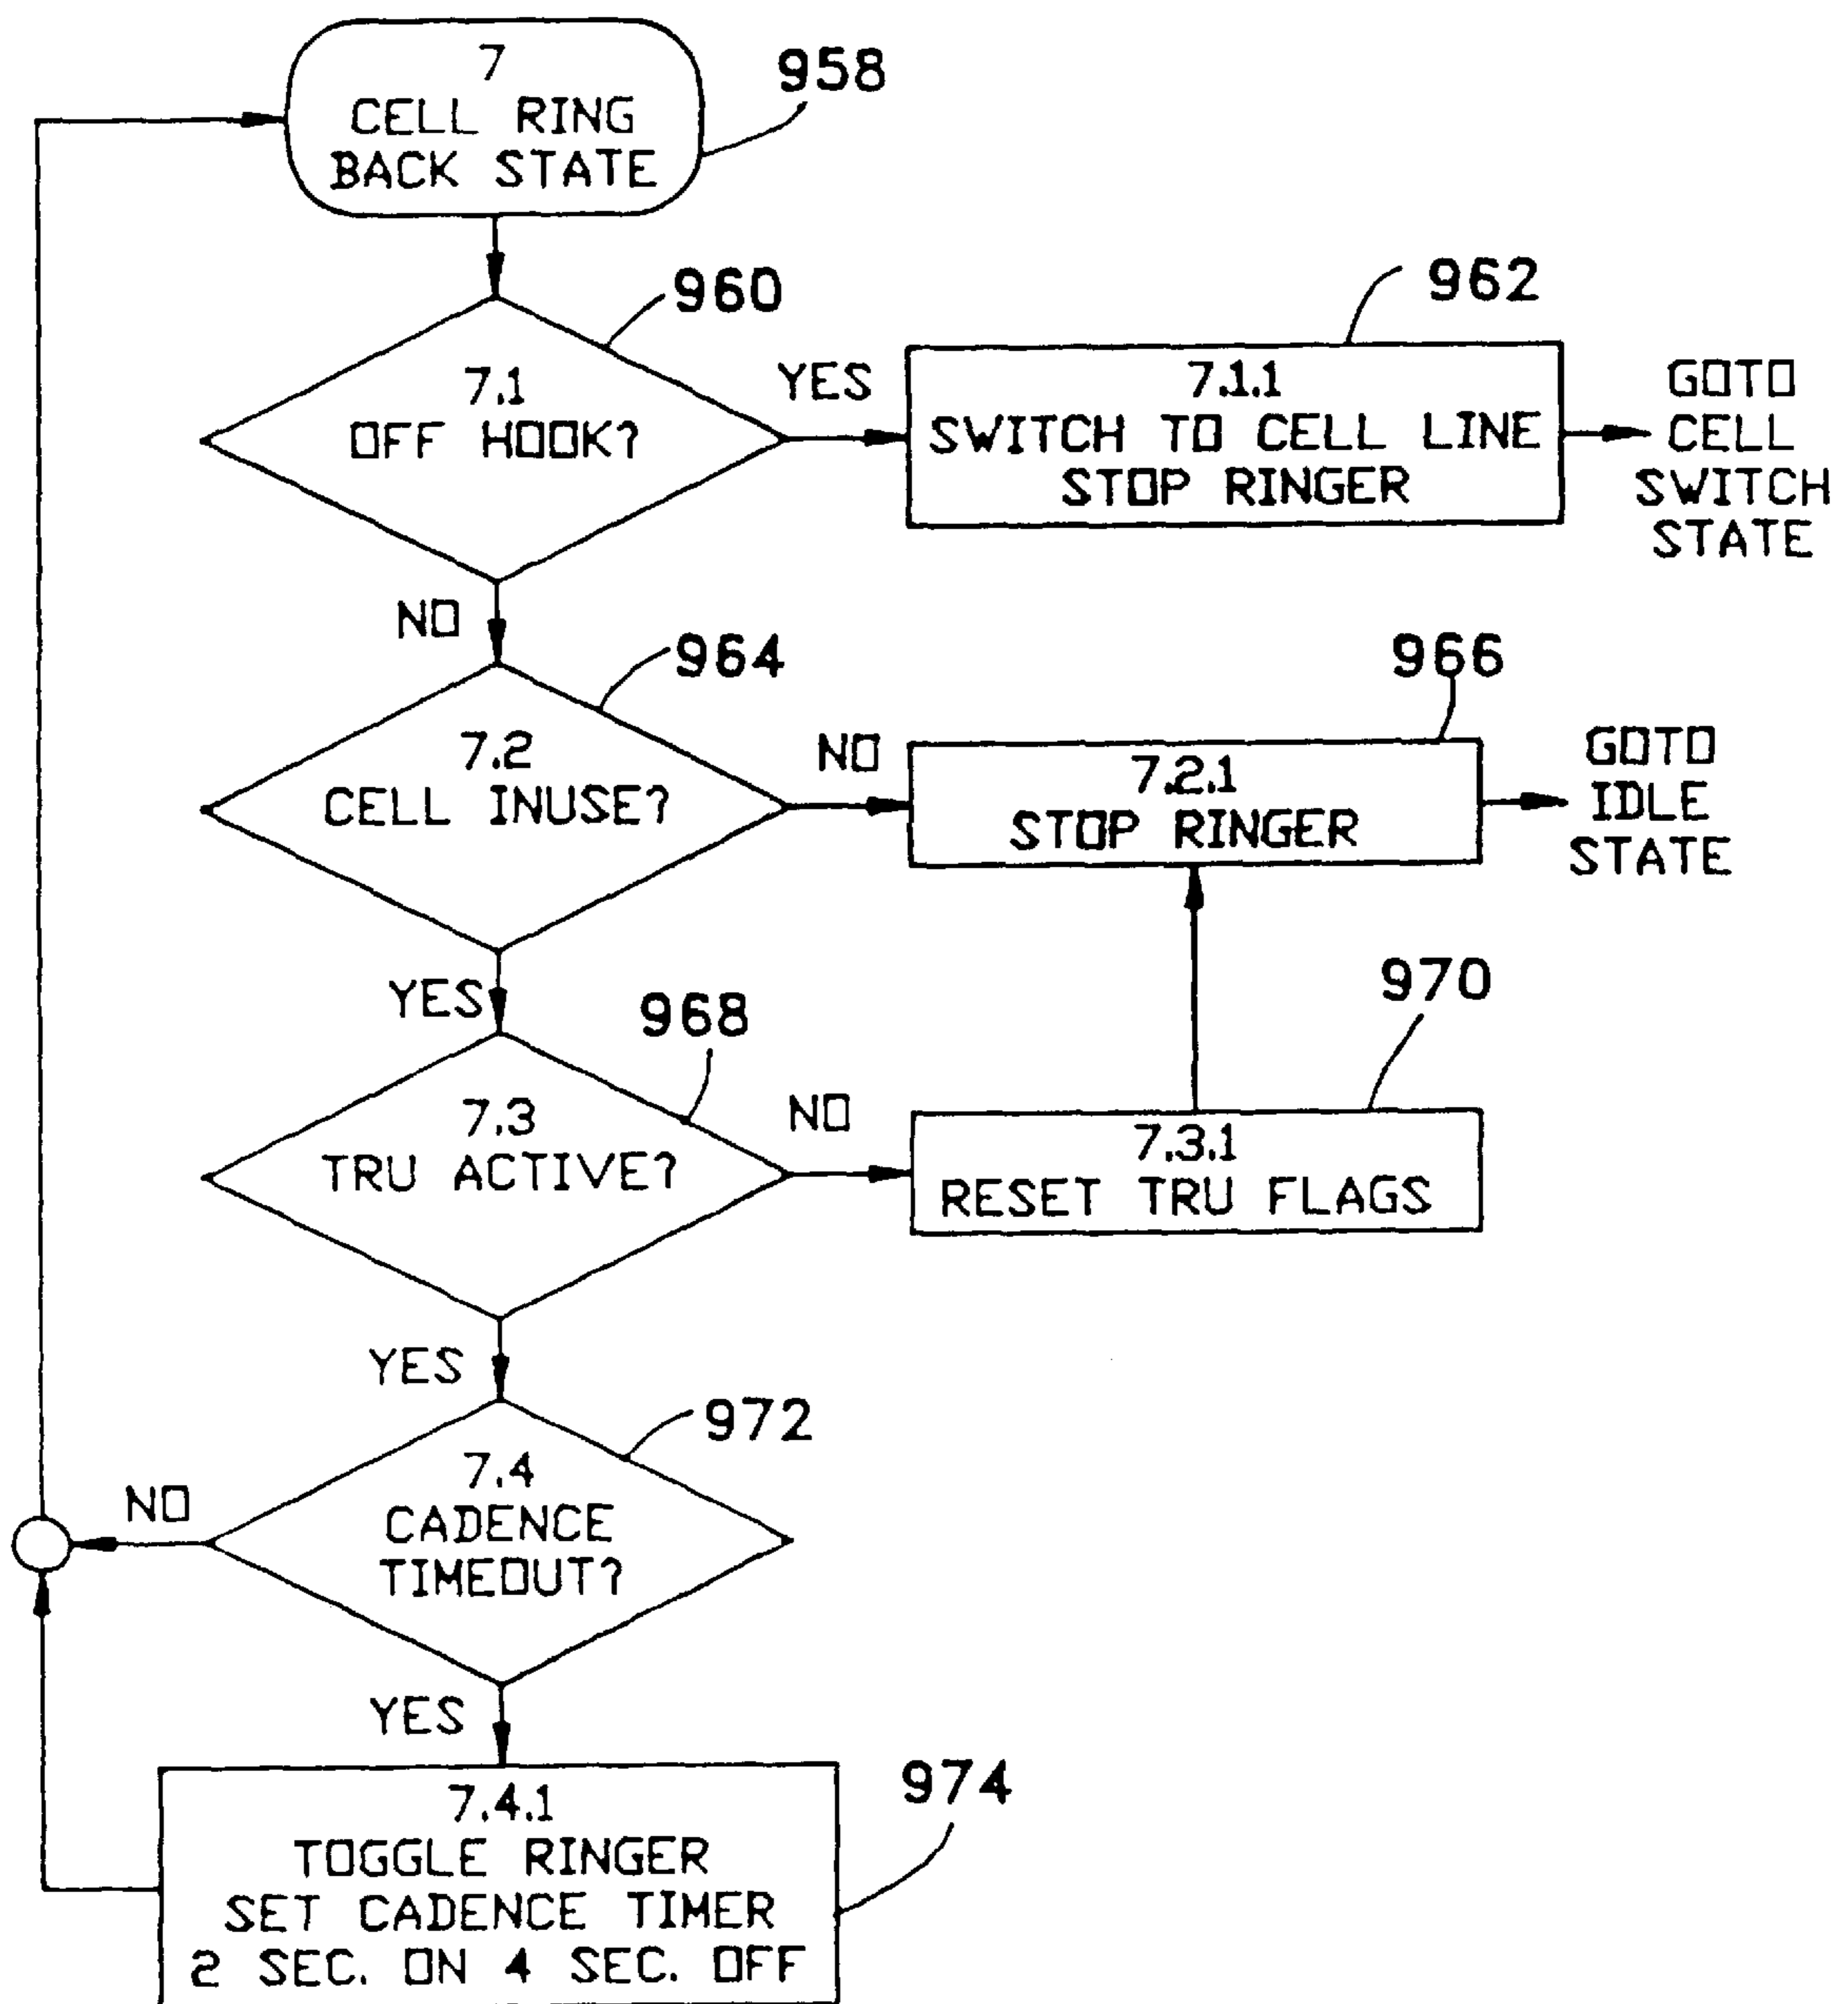 7
CELL RING
BACK STATE
958
960
7.1
OFF HOOK?
YES
962
7.1.1
SWITCH TO CELL LINE
STOP RINGER
GOTO
CELL
SWITCH
STATE
NO
964
7.2
CELL INUSE?
NO
966
7.2.1
STOP RINGER
GOTO
IDLE
STATE
YES
968
7.3
TRU ACTIVE?
NO
970
7.3.1
RESET TRU FLAGS
YES
972
7.4
CADENCE
TIMEOUT?
NO
YES
974
7.4.1
TOGGLE RINGER
SET CADENCE TIMER
2 SEC. ON 4 SEC. OFF